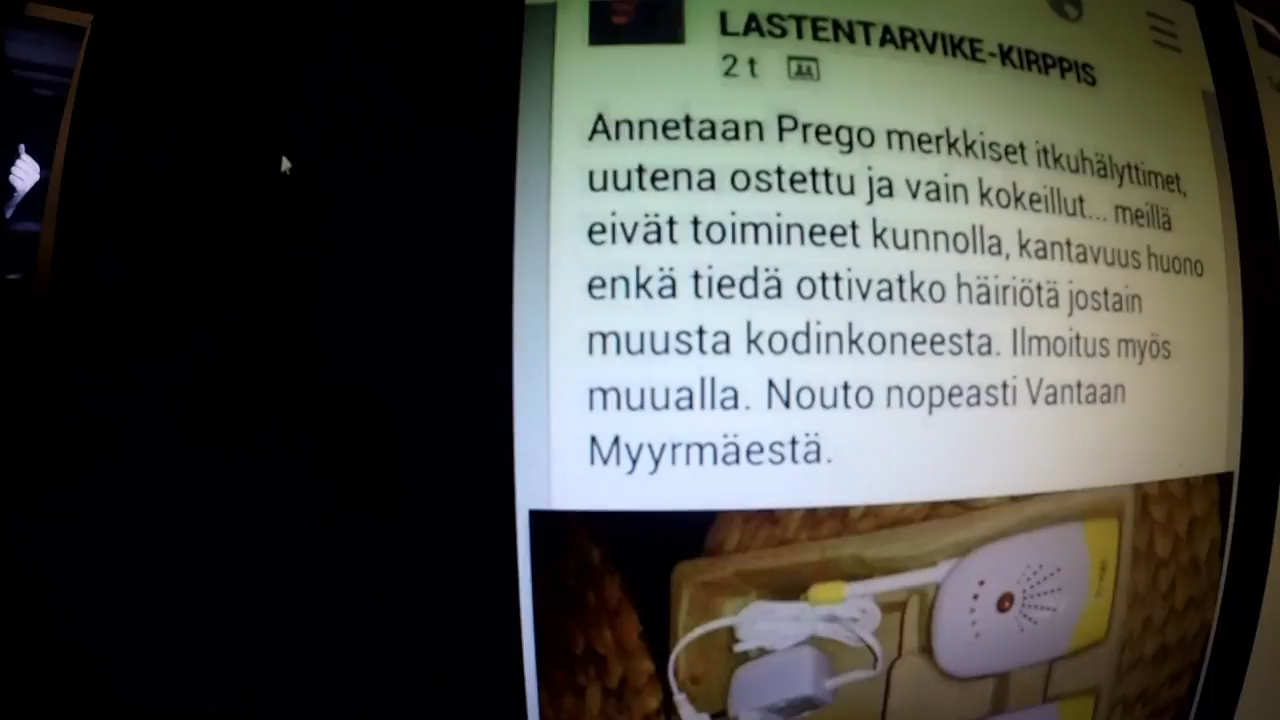 LASTENTARVIKE-KIRPPIS
2 t
Annetaan Prego merkkiset itkuhälyttimet,
uutena ostettu ja vain kokeillut... meillä
eivät toimineet kunnolla, kantavuus huono
enkä tiedä ottivatko häiriötä jostain
muusta kodinkoneesta. Ilmoitus myös
muualla. Nouto nopeasti Vantaan
Myyrmäestä.